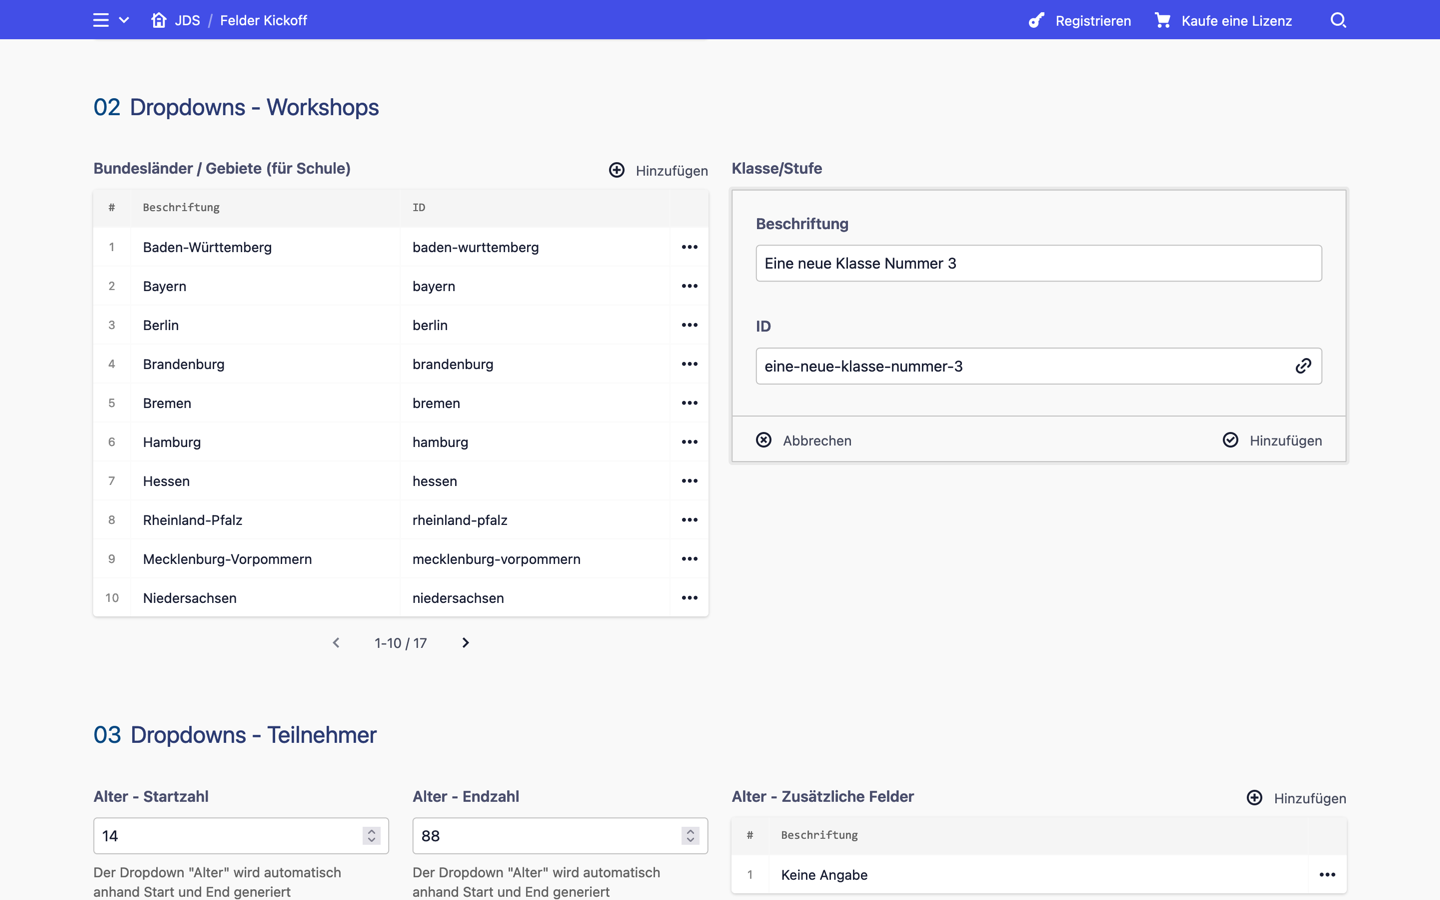 JDS / Felder Kickoff
Registrieren
Kaufe eine Lizenz
02 Dropdowns - Workshops
Bundesländer / Gebiete (für Schule)
Hinzufügen
# Beschriftung ID
1 Baden-Württemberg baden-wurttemberg
2 Bayern bayern
3 Berlin berlin
4 Brandenburg brandenburg
5 Bremen bremen
6 Hamburg hamburg
7 Hessen hessen
8 Rheinland-Pfalz rheinland-pfalz
9 Mecklenburg-Vorpommern mecklenburg-vorpommern
10 Niedersachsen niedersachsen
1-10 / 17
Klasse/Stufe
Beschriftung
Eine neue Klasse Nummer 3
ID
eine-neue-klasse-nummer-3
Abbrechen
Hinzufügen
03 Dropdowns - Teilnehmer
Alter - Startzahl
14
Der Dropdown "Alter" wird automatisch
anhand Start und End generiert
Alter - Endzahl
88
Der Dropdown "Alter" wird automatisch
anhand Start und End generiert
Alter - Zusätzliche Felder
Hinzufügen
# Beschriftung
1 Keine Angabe